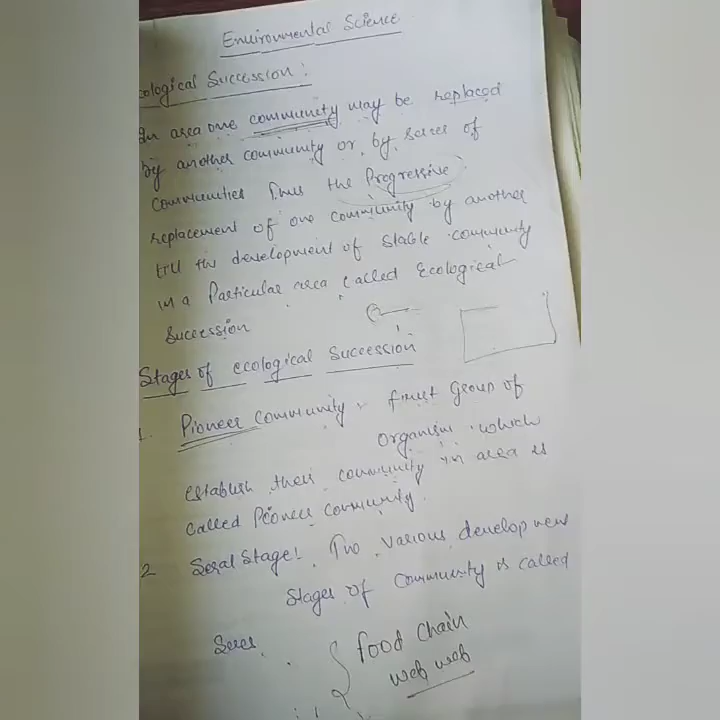 Environmental Science
cological Succession:
In area one community may be replaced
by another community or by series of
communities Thus the Progressive
replacement of one community by another
till the development of stable community
in a Particular area called Ecological
Succession
Stages of ecological Succession
1. Pioneer community: first Group of
Organism which
establish their community in area is
called Pioneer community.
2 Seral Stage: The various development
Stages of Community is called
Seres.
food chain
web web